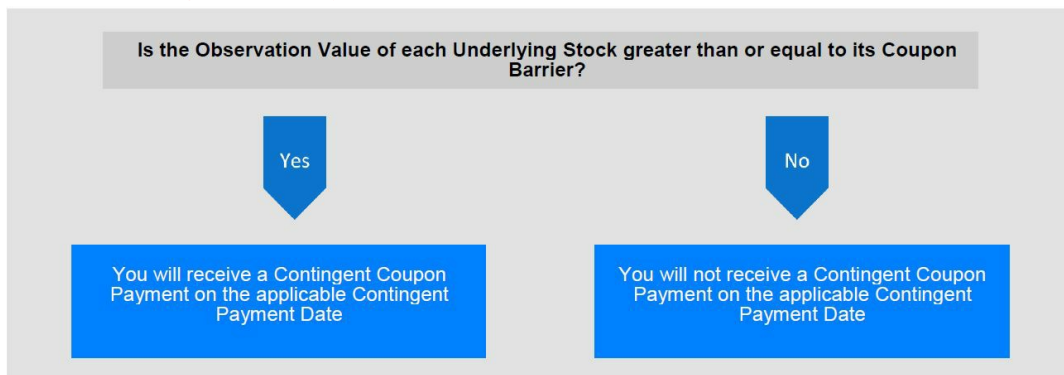 Is the Observation Value of each Underlying Stock greater than or equal to its Coupon
Barrier?
Yes
No
You will receive a Contingent Coupon
Payment on the applicable Contingent
Payment Date
You will not receive a Contingent Coupon
Payment on the applicable Contingent
Payment Date